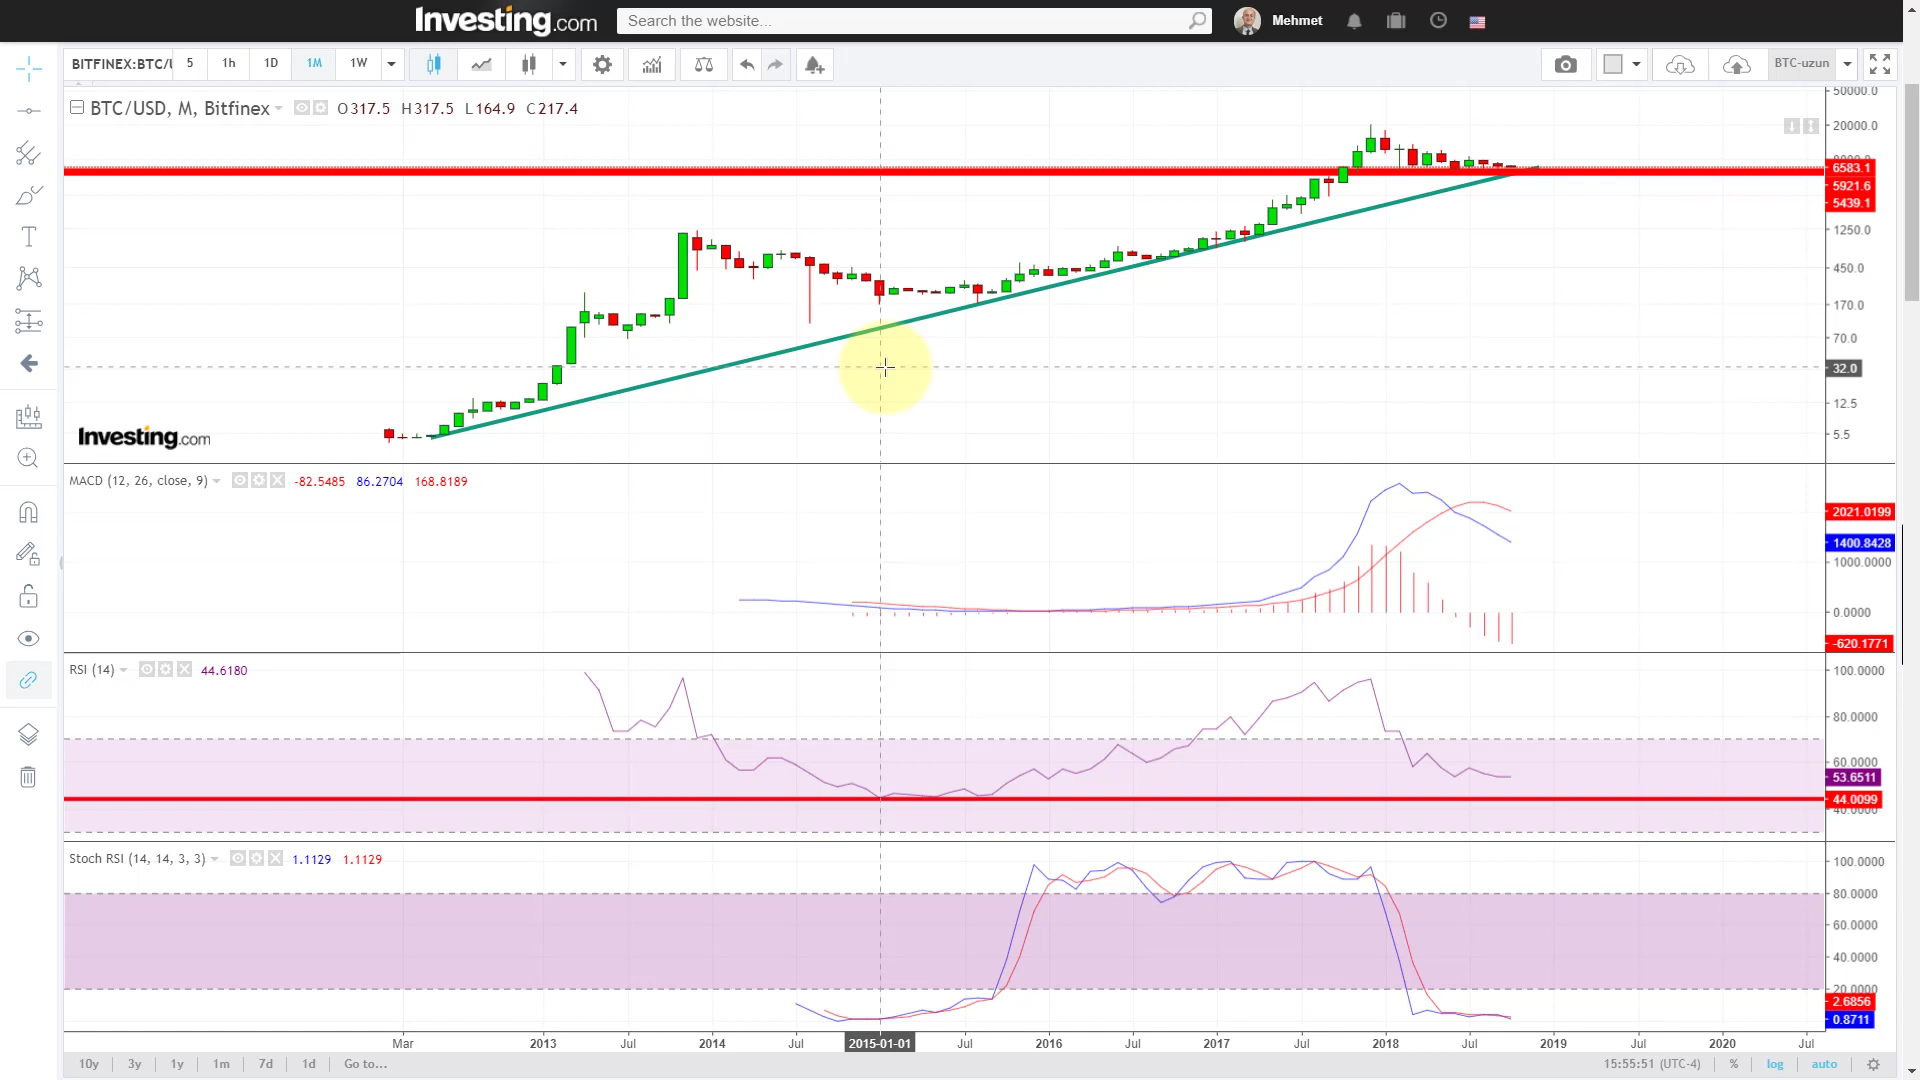 Investing.com
Search the website...
Mehmet
BITFINEX:BTC/U
5 1h 1D 1M 1W
BTC-uzun
BTC/USD, M, Bitfinex O317.5 H317.5 L164.9 C217.4
50000.0
20000.0
6583.1
5921.6
5439.1
1250.0
450.0
170.0
70.0
32.0
12.5
5.5
Investing.com
MACD (12, 26, close, 9) -82.5485 86.2704 168.8189
2021.0199
1400.8428
1000.0000
0.0000
-620.1771
RSI (14) 44.6180
100.0000
80.0000
60.0000
53.6511
44.0099
40.0000
Stoch RSI (14, 14, 3, 3) 1.1129 1.1129
100.0000
80.0000
60.0000
40.0000
20.0000
2.6856
0.8711
Mar 2013 Jul 2014 Jul 2015-01-01 Jul 2016 Jul 2017 Jul 2018 Jul 2019 Jul 2020 Jul
10y 3y 1y 1m 7d 1d Go to...
15:55:51 (UTC-4) % log auto